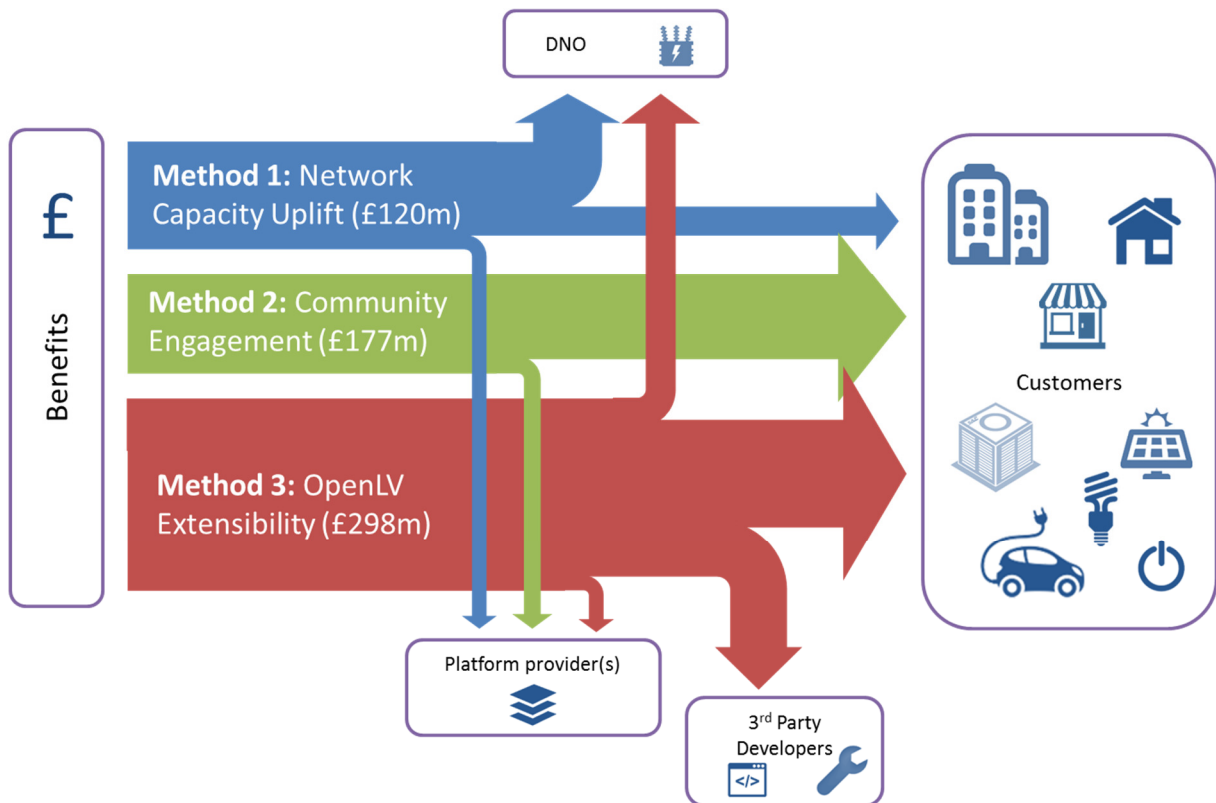 DNO
£
Benefits
Method 1: Network
Capacity Uplift (£120m)
Method 2: Community
Engagement (£177m)
Method 3: OpenLV
Extensibility (£298m)
Customers
Platform provider(s)
3rd Party
Developers
</>